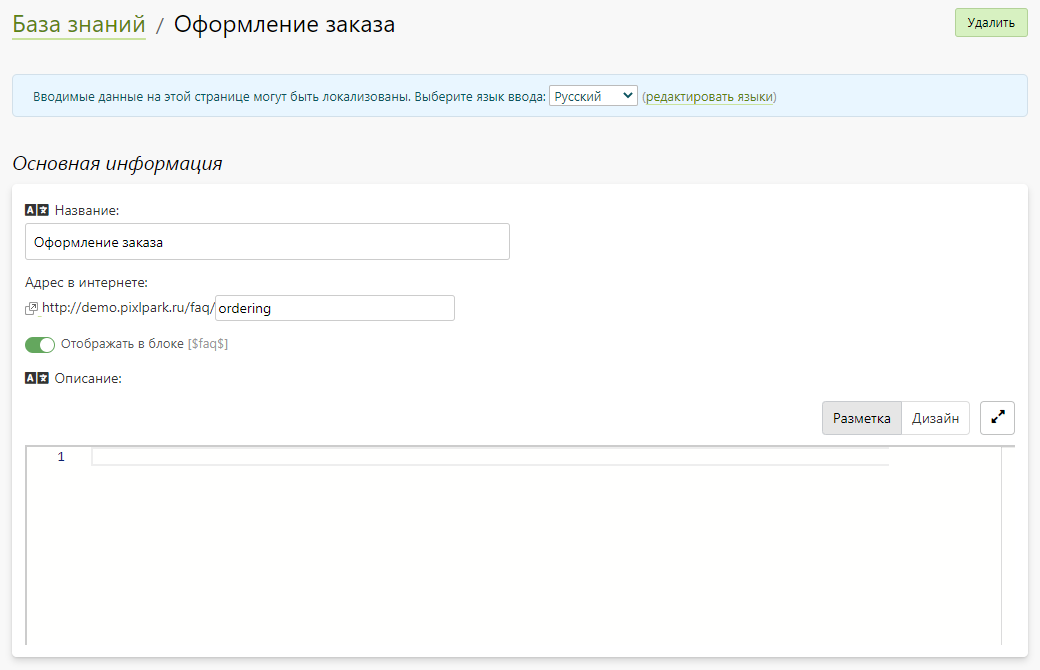 База знаний / Оформление заказа
Удалить
Вводимые данные на этой странице могут быть локализованы. Выберите язык ввода: Русский (редактировать языки)
Основная информация
Название:
Оформление заказа
Адрес в интернете:
http://demo.pixlpark.ru/faq/ordering
Отображать в блоке [$faq$]
Описание:
Разметка Дизайн
1